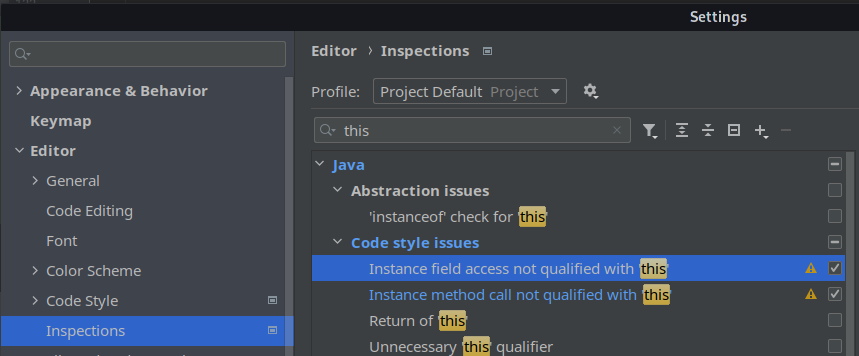 Settings
Appearance & Behavior
Keymap
Editor
General
Code Editing
Font
Color Scheme
Code Style
Inspections
Editor › Inspections
Profile: Project Default Project
this
Java
Abstraction issues
'instanceof' check for 'this'
Code style issues
Instance field access not qualified with 'this'
Instance method call not qualified with 'this'
Return of 'this'
Unnecessary 'this' qualifier